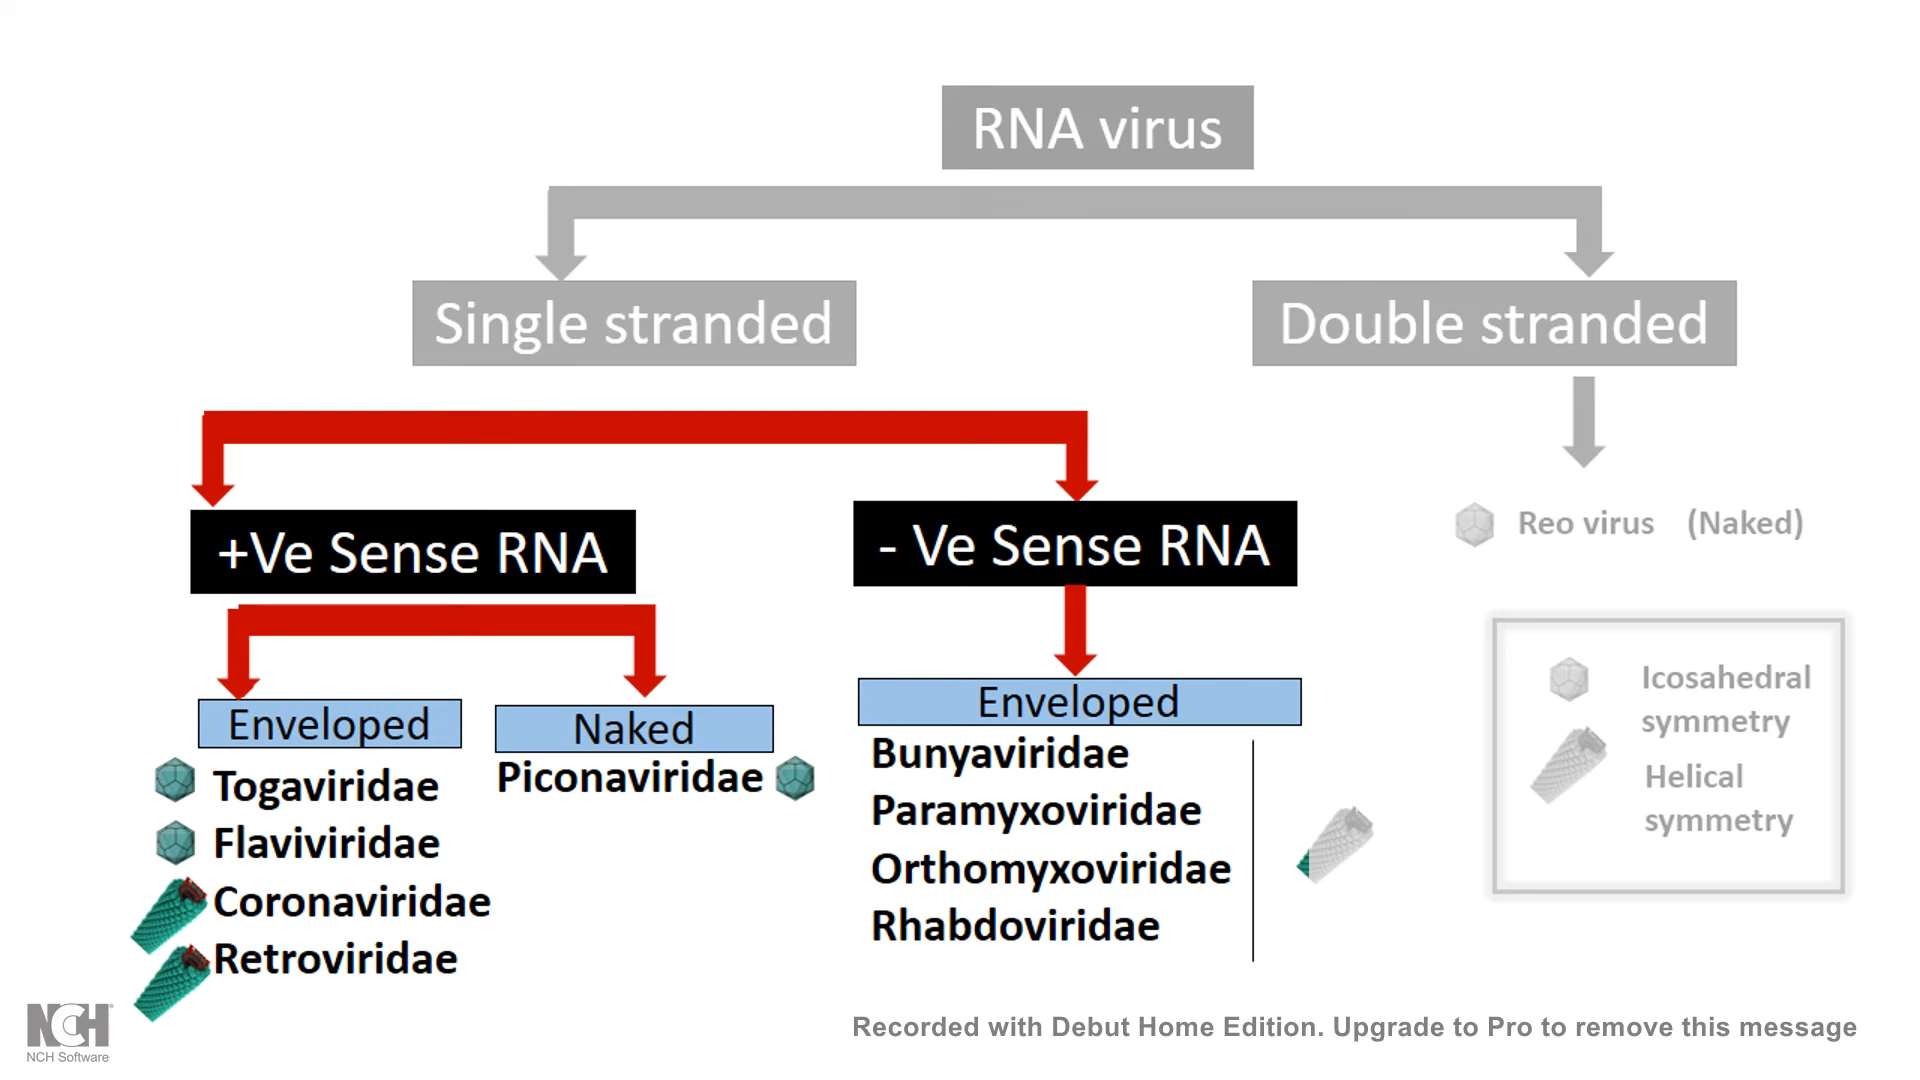 RNA virus
Single stranded
Double stranded
+Ve Sense RNA
- Ve Sense RNA
Reo virus (Naked)
Enveloped
Naked
Enveloped
Togaviridae
Flaviviridae
Coronaviridae
Retroviridae
Piconaviridae
Bunyaviridae
Paramyxoviridae
Orthomyxoviridae
Rhabdoviridae
Icosahedral
symmetry
Helical
symmetry
NCH
NCH Software
Recorded with Debut Home Edition. Upgrade to Pro to remove this message